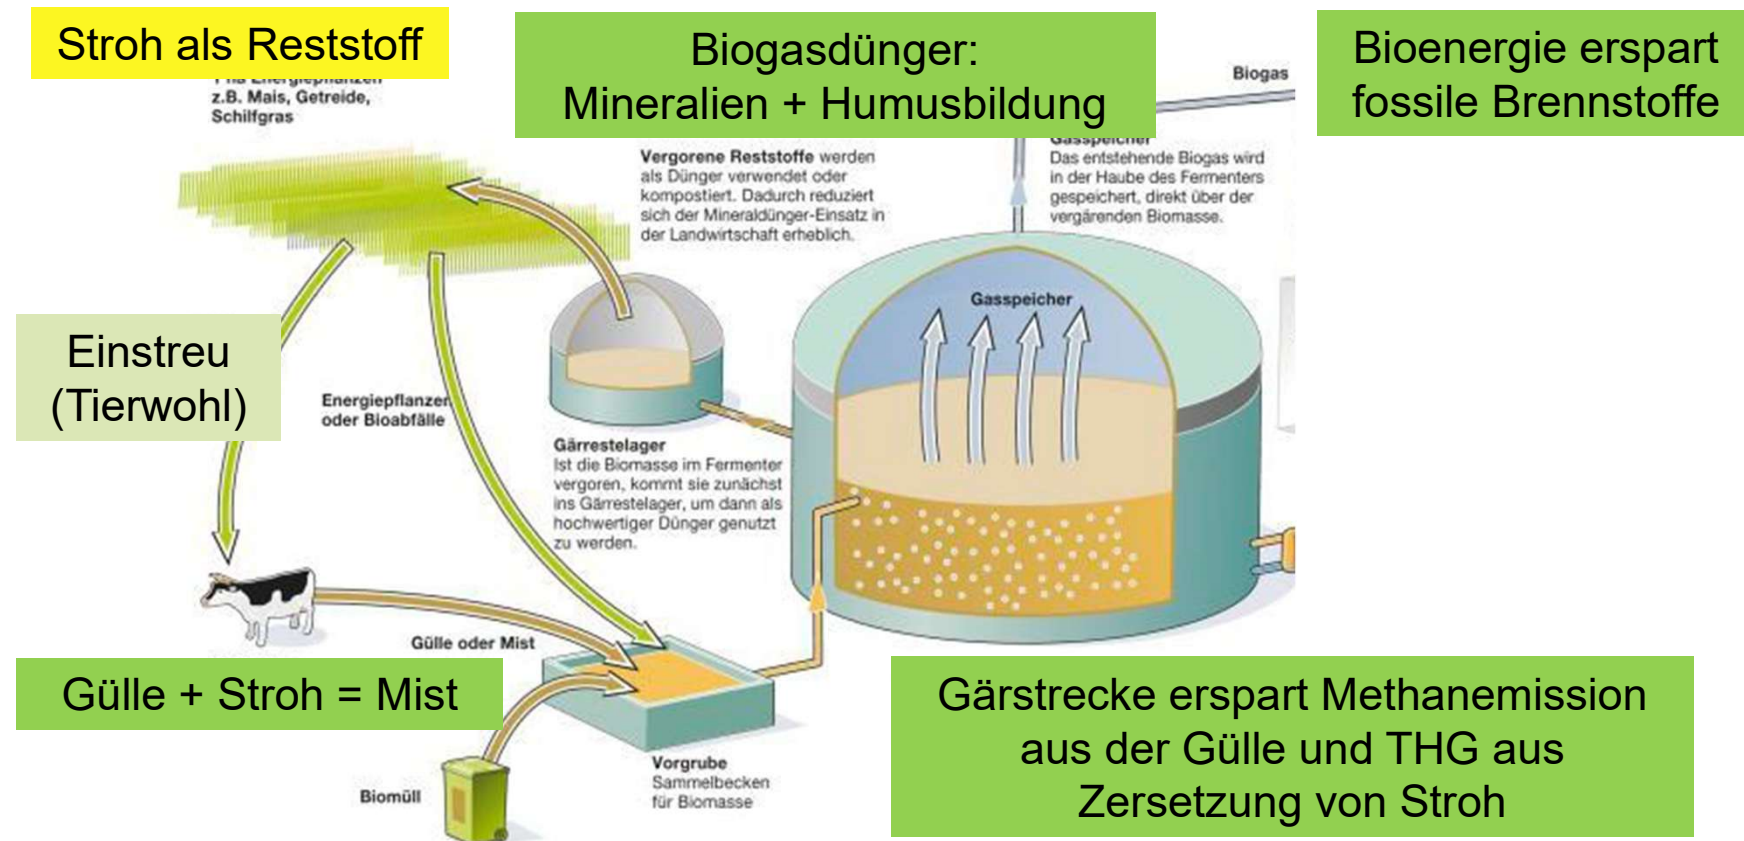 Stroh als Reststoff
Biogasdünger:
Mineralien + Humusbildung
Bioenergie erspart
fossile Brennstoffe
1 ha Energiepflanzen
z.B. Mais, Getreide,
Schilfgras
Biogas
Vergorene Reststoffe werden
als Dünger verwendet oder
kompostiert. Dadurch reduziert
sich der Mineraldünger-Einsatz in
der Landwirtschaft erheblich.
Gasspeicher
Das entstehende Biogas wird
in der Haube des Fermenters
gespeichert, direkt über der
vergärenden Biomasse.
Gasspeicher
Einstreu
(Tierwohl)
Energiepflanzen
oder Bioabfälle
Gärrestelager
Ist die Biomasse im Fermenter
vergoren, kommt sie zunächst
ins Gärrestelager, um dann als
hochwertiger Dünger genutzt
zu werden.
Gülle oder Mist
Gülle + Stroh = Mist
Gärstrecke erspart Methanemission
aus der Gülle und THG aus
Zersetzung von Stroh
Vorgrube
Sammelbecken
für Biomasse
Biomüll